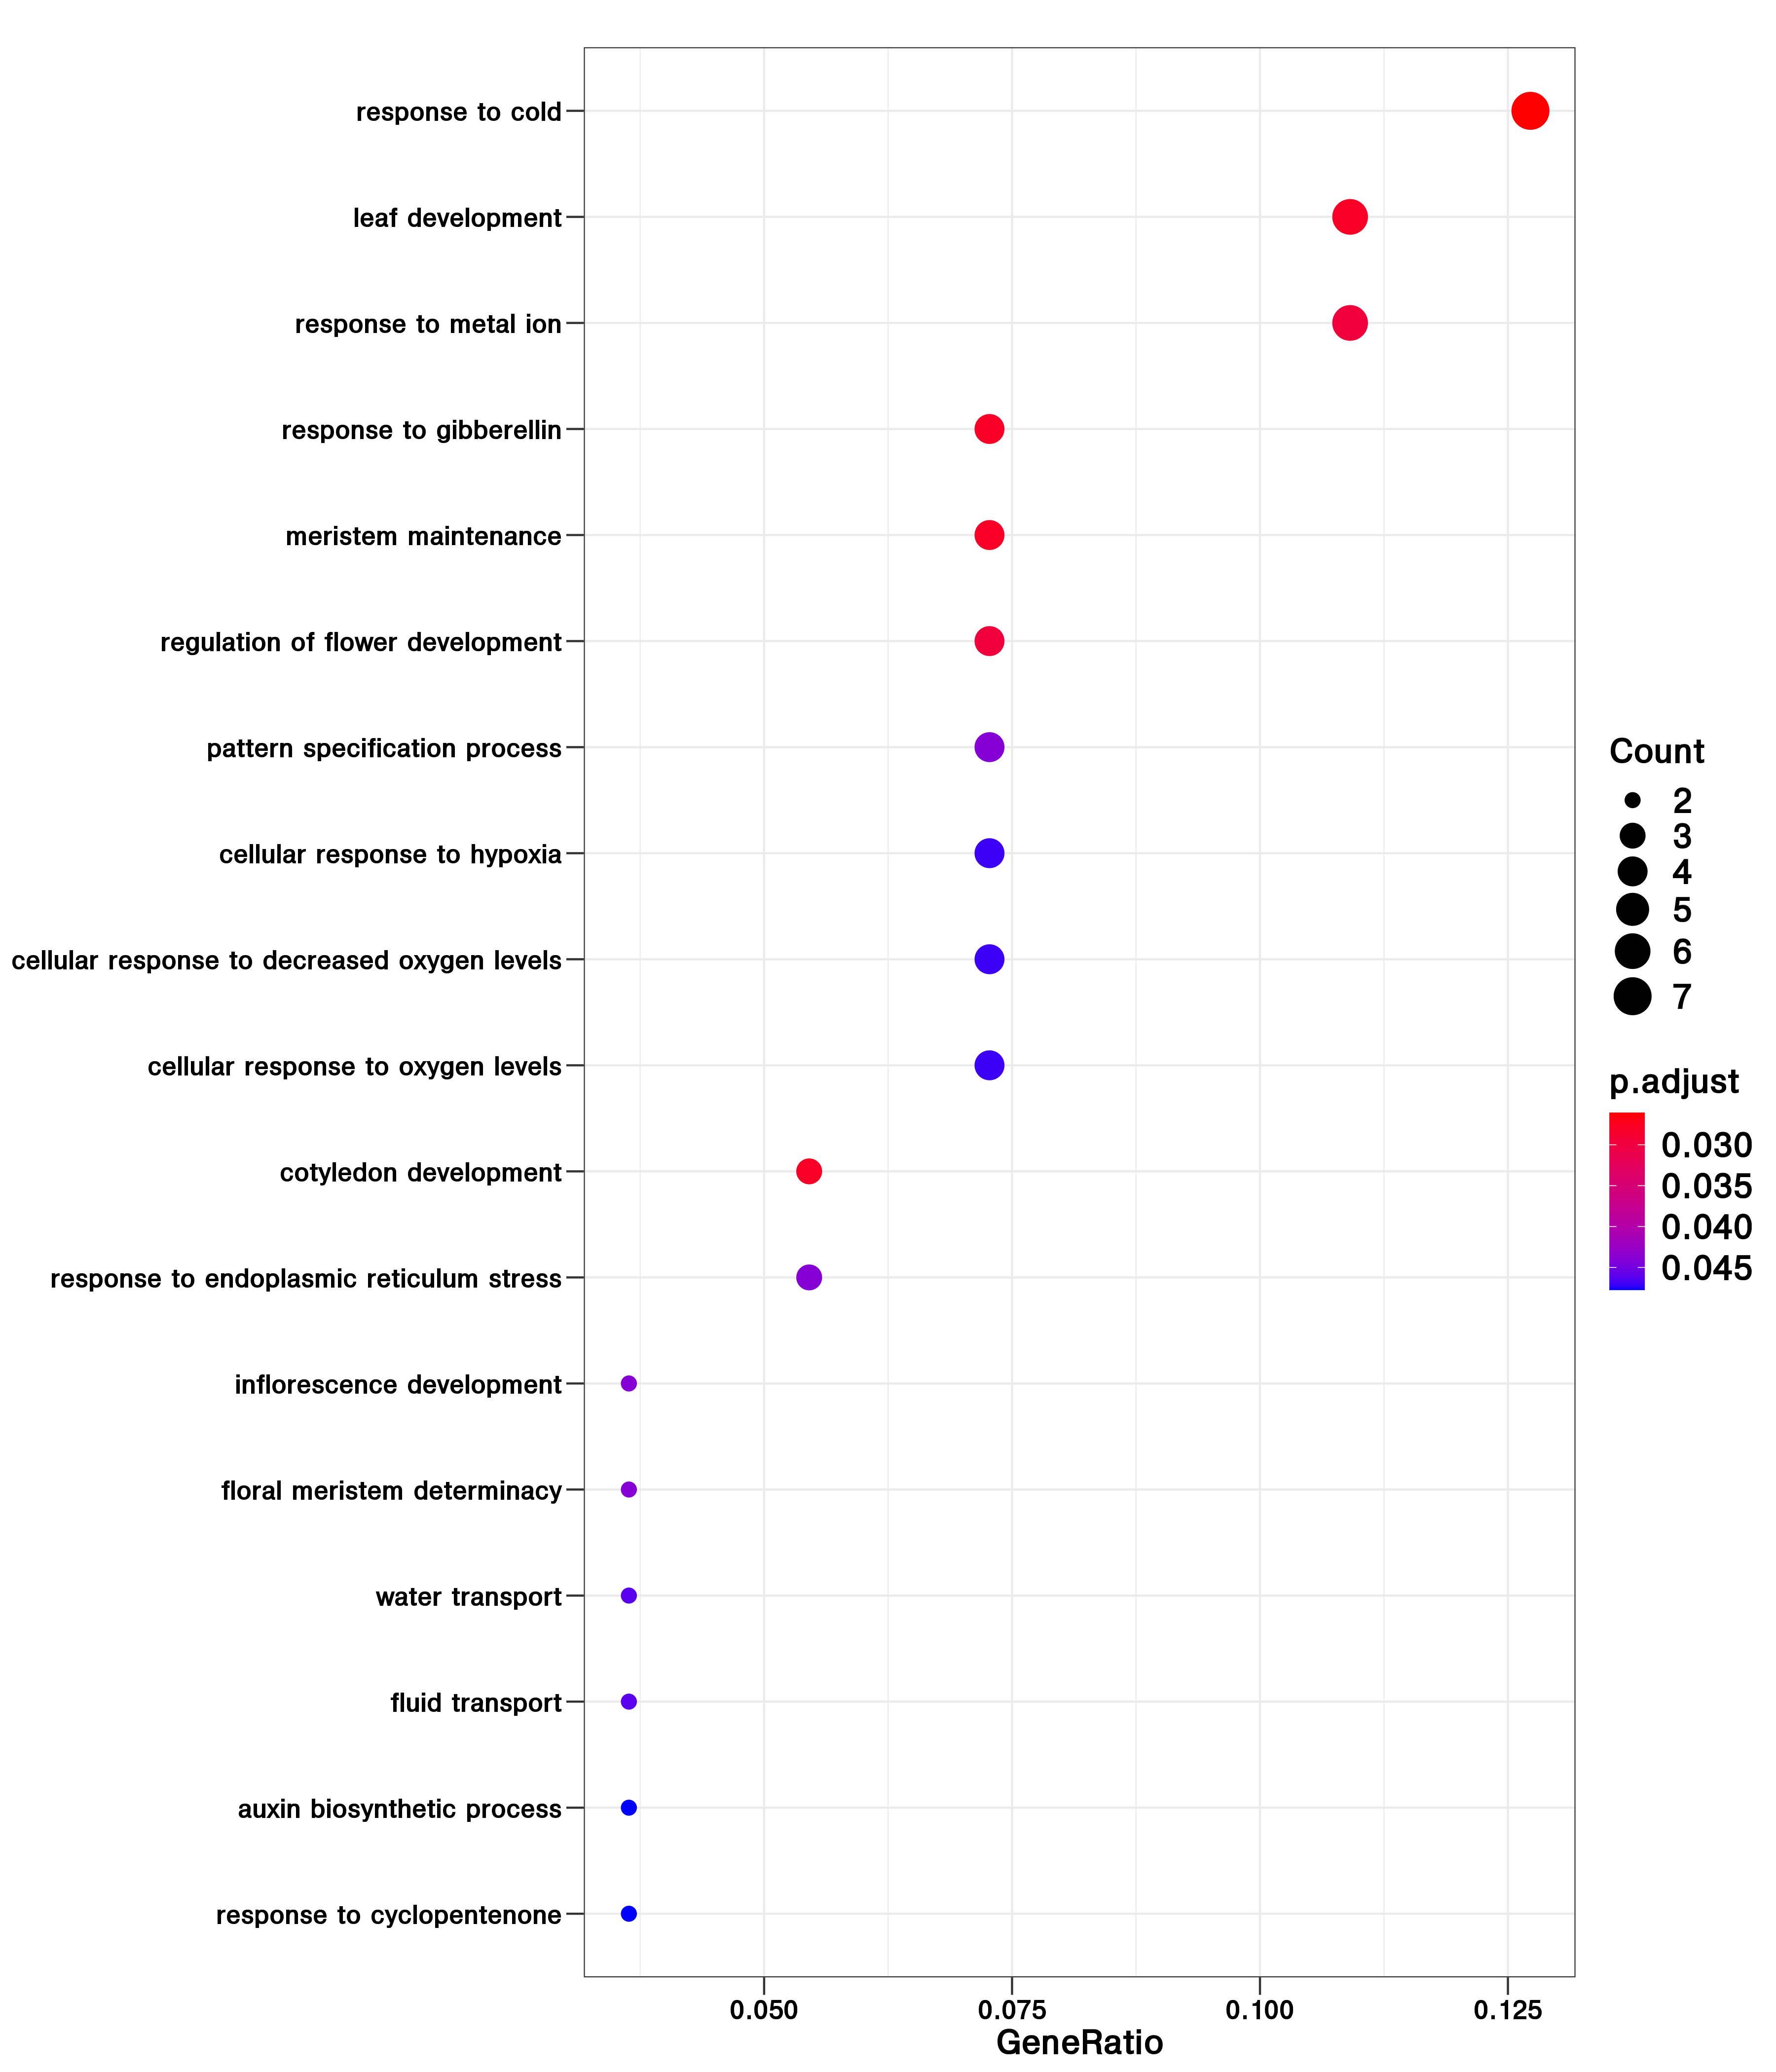 response to cold
leaf development
response to metal ion
response to gibberellin
meristem maintenance
regulation of flower development
pattern specification process
cellular response to hypoxia
cellular response to decreased oxygen levels
cellular response to oxygen levels
cotyledon development
response to endoplasmic reticulum stress
inflorescence development
floral meristem determinacy
water transport
fluid transport
auxin biosynthetic process
response to cyclopentenone
0.050 0.075 0.100 0.125
GeneRatio
Count
2
3
4
5
6
7
p.adjust
0.030
0.035
0.040
0.045